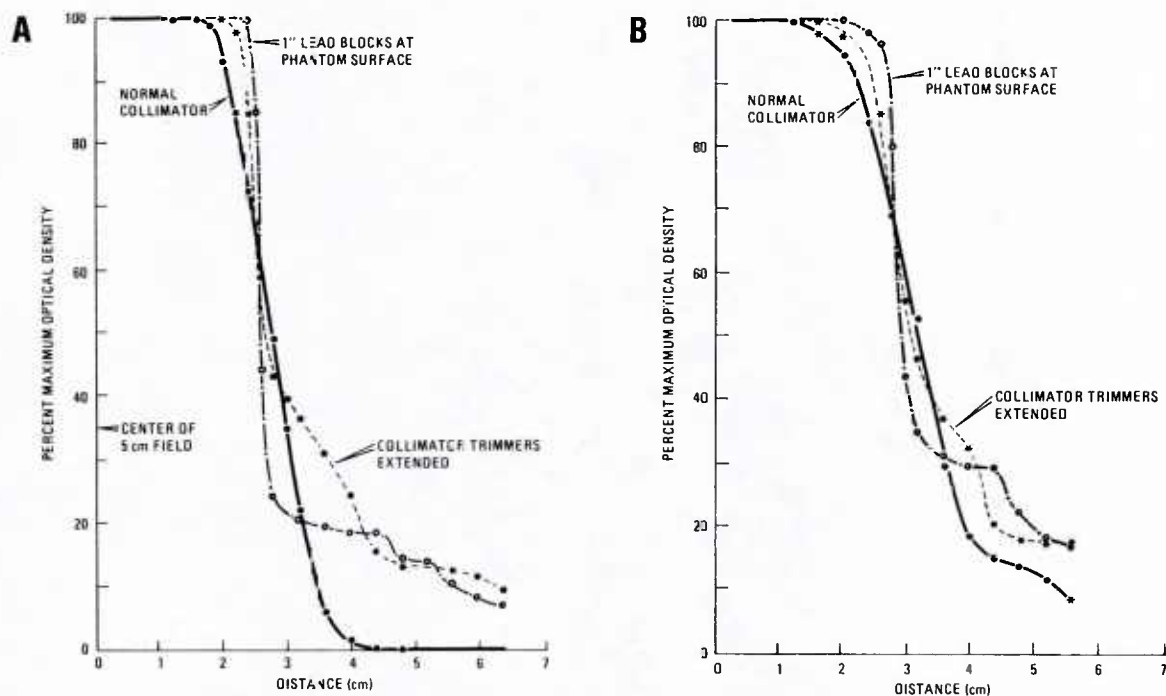 A
1" LEAD BLOCKS AT
PHANTOM SURFACE
NORMAL
COLLIMATOR
PERCENT MAXIMUM OPTICAL DENSITY
CENTER OF
5 cm FIELD
COLLIMATOR TRIMMERS
EXTENDED
100
80
60
40
20
0
0 1 2 3 4 5 6 7
DISTANCE (cm)
B
1" LEAD BLOCKS AT
PHANTOM SURFACE
NORMAL
COLLIMATOR
PERCENT MAXIMUM OPTICAL DENSITY
COLLIMATOR TRIMMERS
EXTENDED
100
80
60
40
20
0
0 1 2 3 4 5 6 7
DISTANCE (cm)